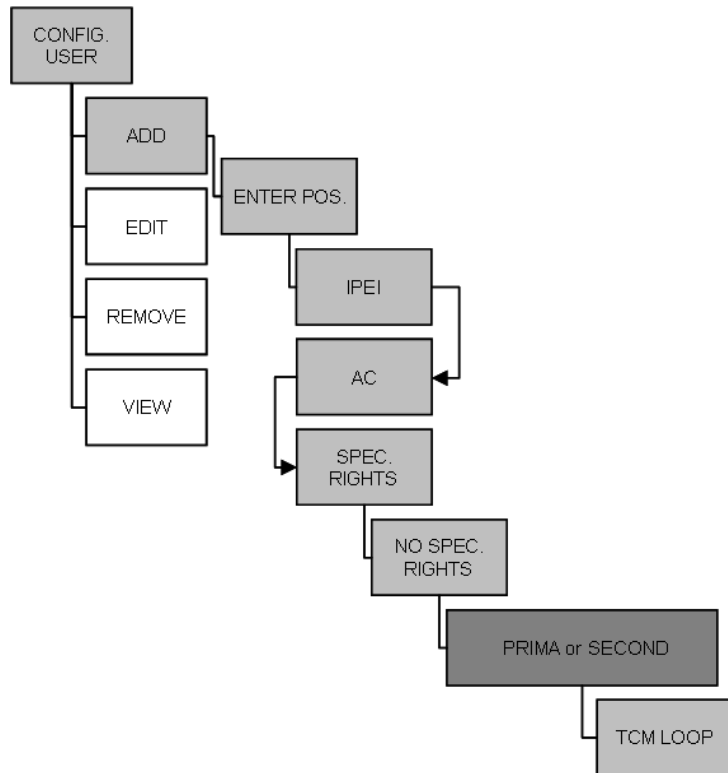 CONFIG.
USER
ADD
ENTER POS.
EDIT
IPEI
REMOVE
AC
VIEW
SPEC.
RIGHTS
NO SPEC.
RIGHTS
PRIMA or SECOND
TCM LOOP